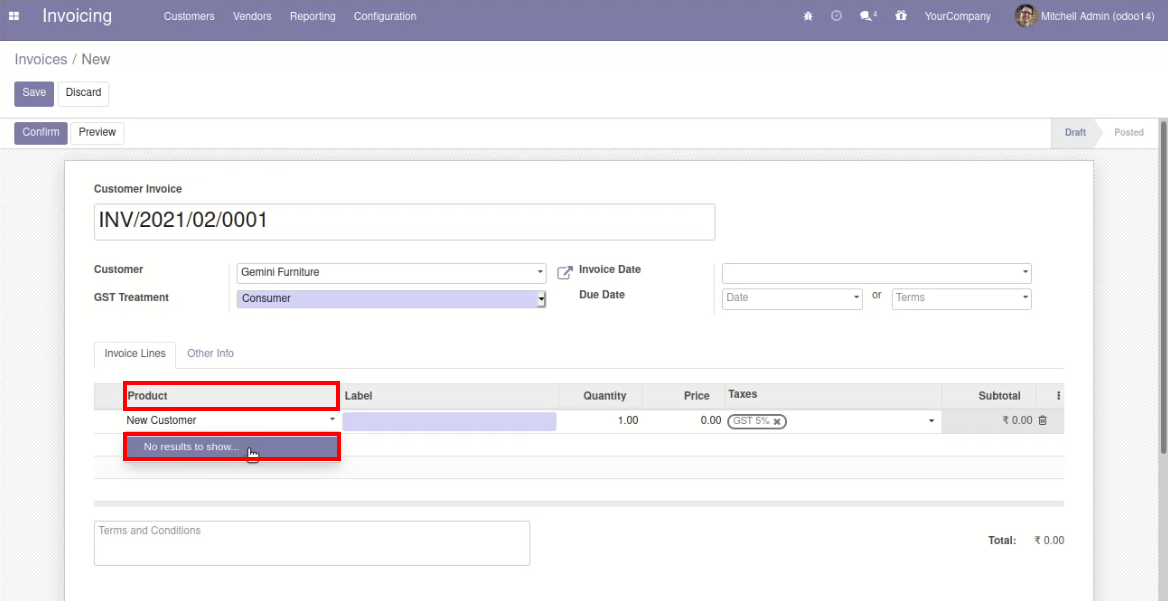 Invoicing Customers Vendors Reporting Configuration 4 YourCompany Mitchell Admin (odoo14)
Invoices / New
Save Discard
Confirm Preview Draft Posted
Customer Invoice
INV/2021/02/0001
Customer Gemini Furniture Invoice Date
GST Treatment Consumer Due Date Date or Terms
Invoice Lines Other Info
Product Label Quantity Price Taxes Subtotal
New Customer 1.00 0.00 GST 5% ₹ 0.00
No results to show...
Terms and Conditions
Total: ₹ 0.00